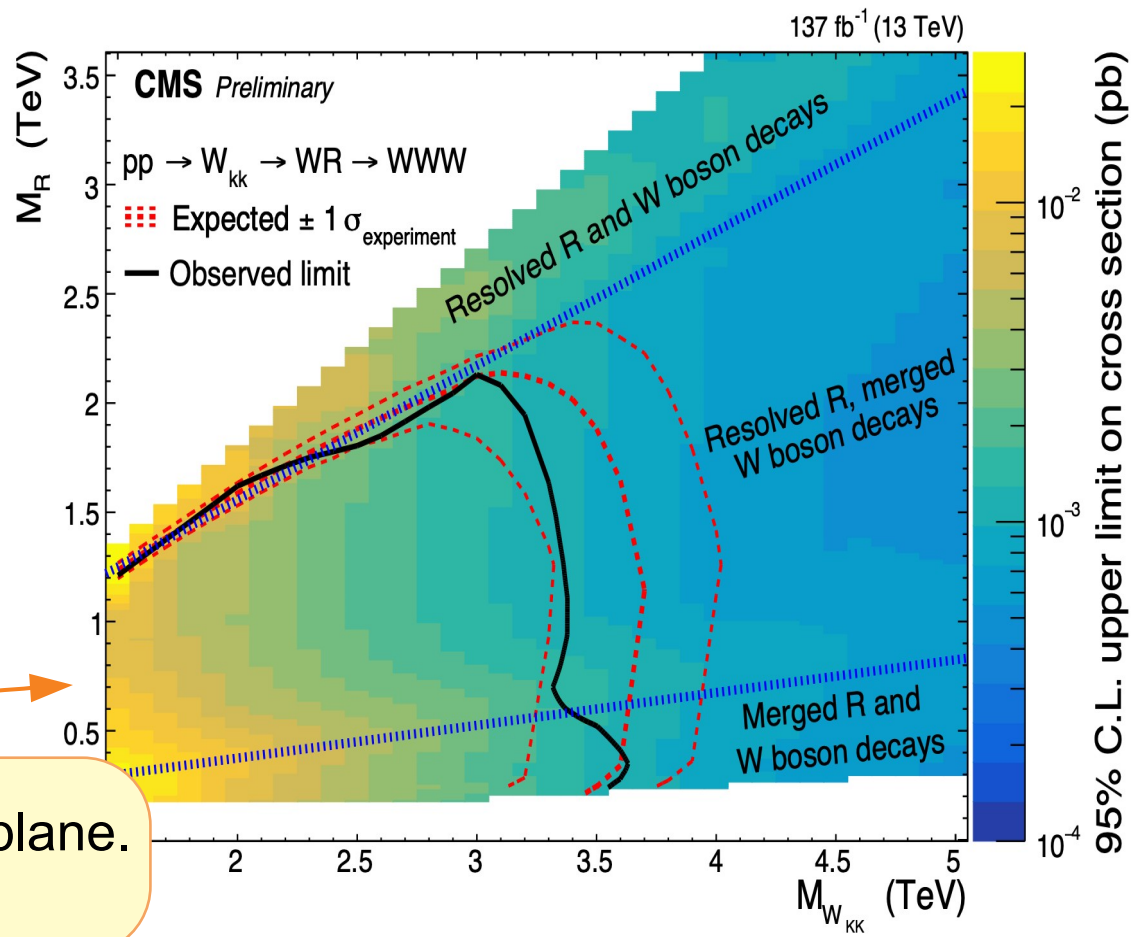 137 fb⁻¹ (13 TeV)
CMS Preliminary
pp → W_kk → WR → WWW
Expected ± 1 σ_experiment
Observed limit
Resolved R and W boson decays
Resolved R, merged
W boson decays
Merged R and
W boson decays
M_R (TeV)
3.5
3
2.5
2
1.5
1
0.5
2
2.5
3
3.5
4
4.5
5
M_W_KK (TeV)
10⁻²
10⁻³
10⁻⁴
95% C.L. upper limit on cross section (pb)
plane.